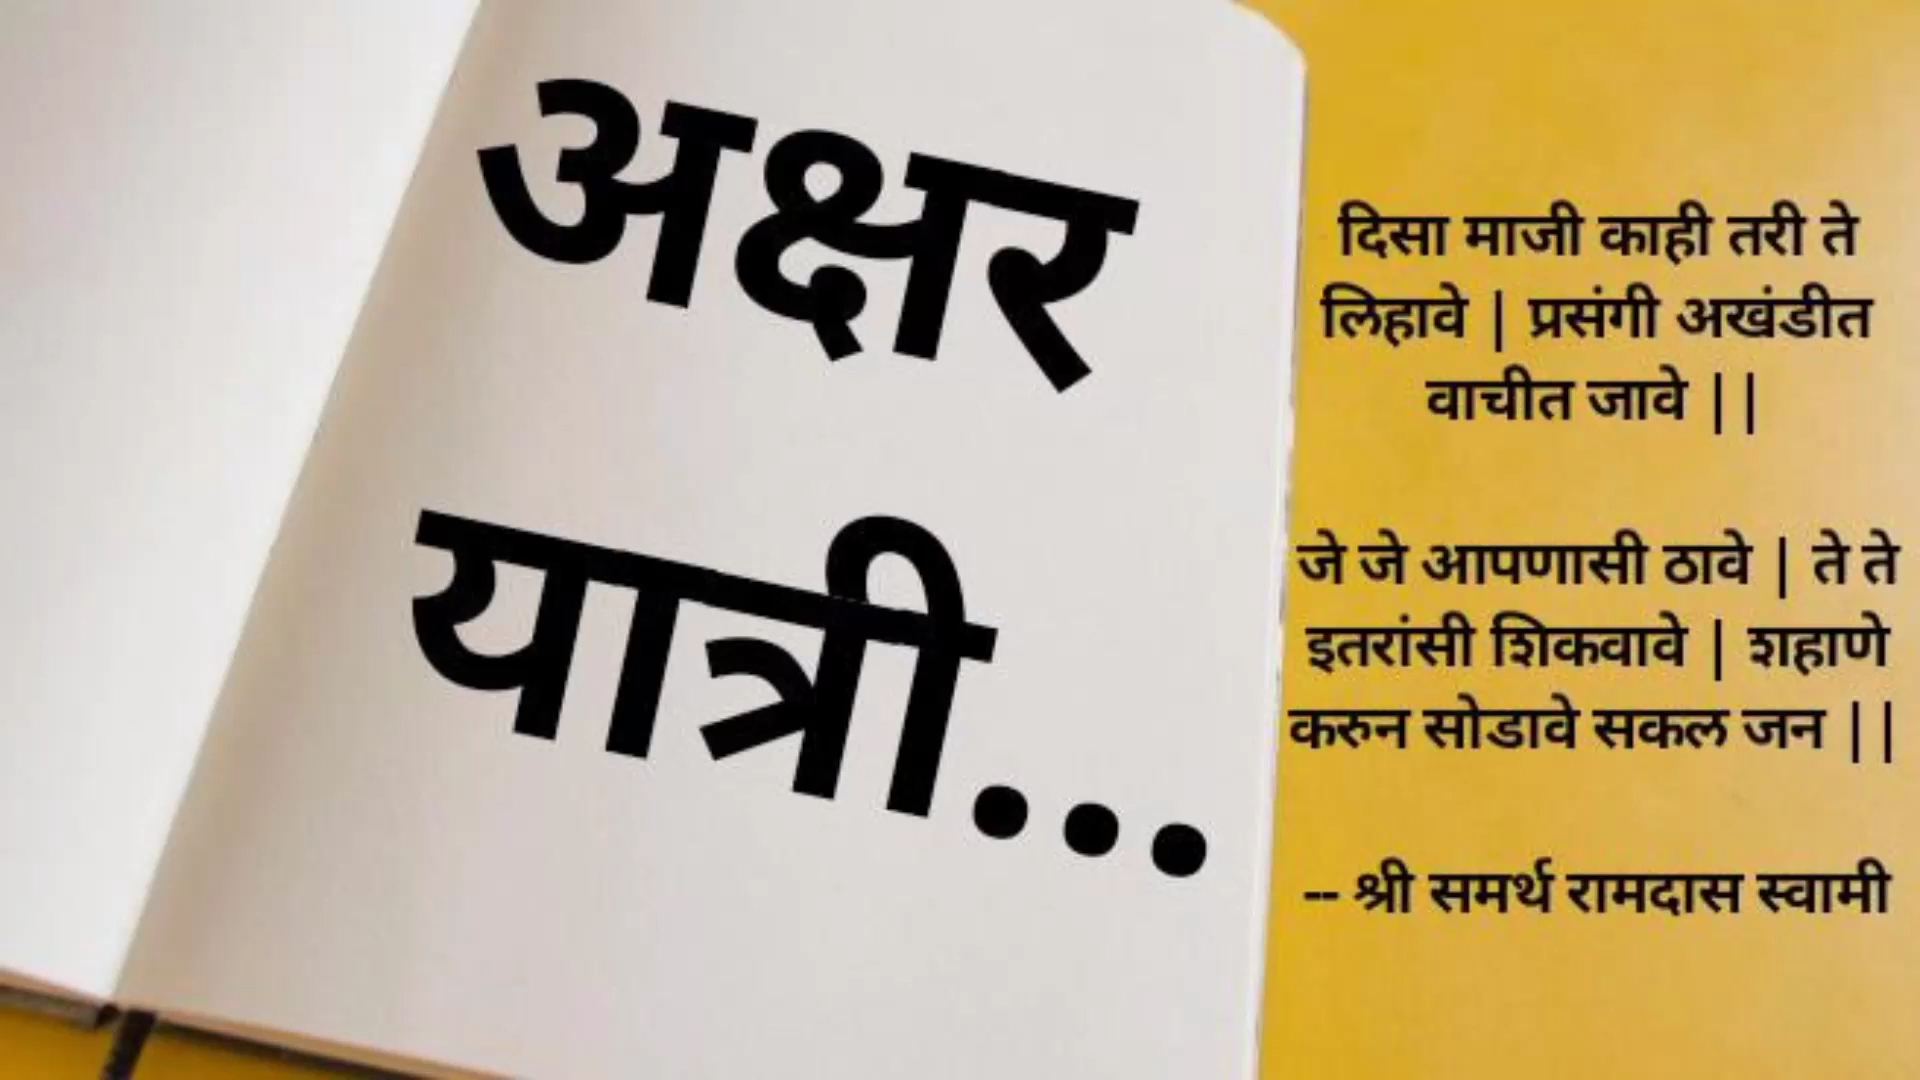 अक्षर
यात्री...
दिसा माजी काही तरी ते
लिहावे | प्रसंगी अखंडीत
वाचीत जावे ||
जे जे आपणासी ठावे | ते ते
इतरांसी शिकवावे | शहाणे
करुन सोडावे सकल जन ||
-- श्री समर्थ रामदास स्वामी